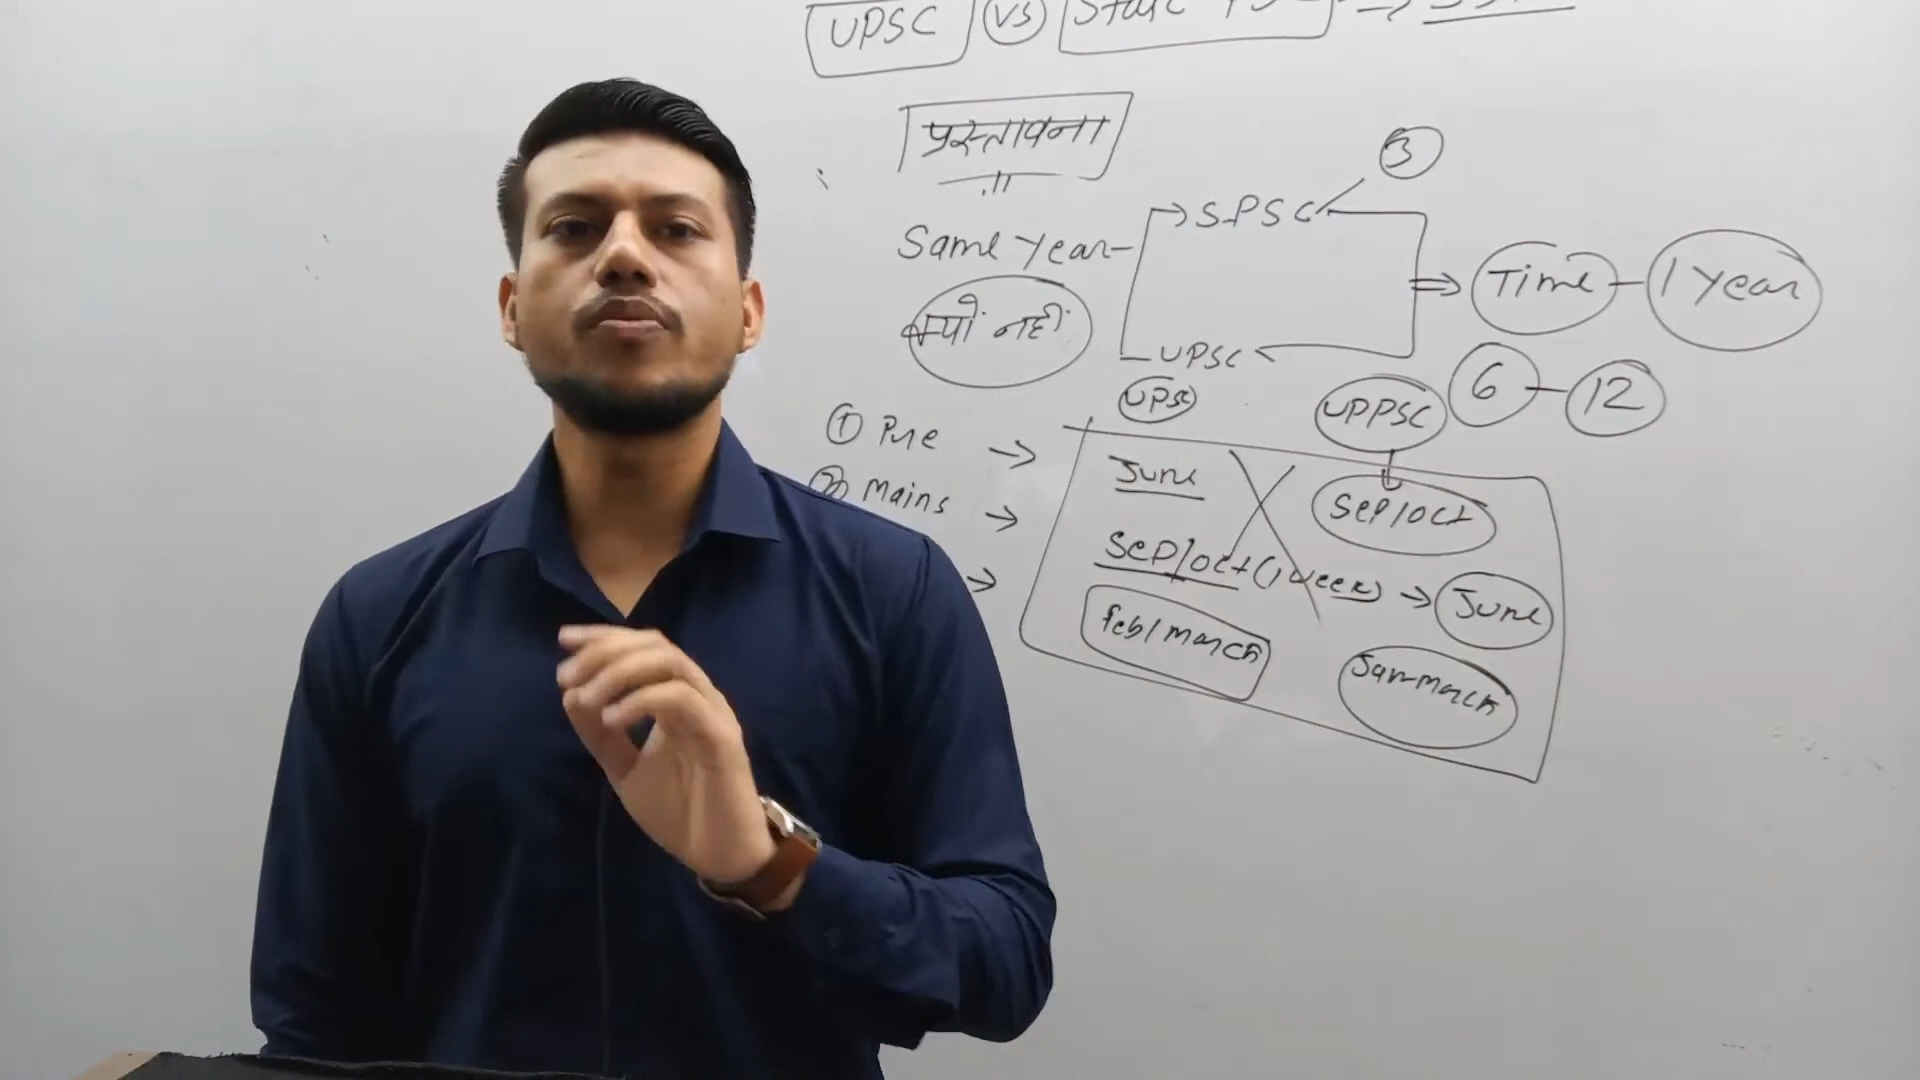 UPSC VS State
प्रस्तावना
3
SPSC
Same Year
Time - 1 Year
क्यों नहीं
UPSC
UPSC UPPSC 6 - 12
① Pre → June Sep/Oct
② Mains → Sep/Oct (1 week) → June
→ Feb/March Jan-March